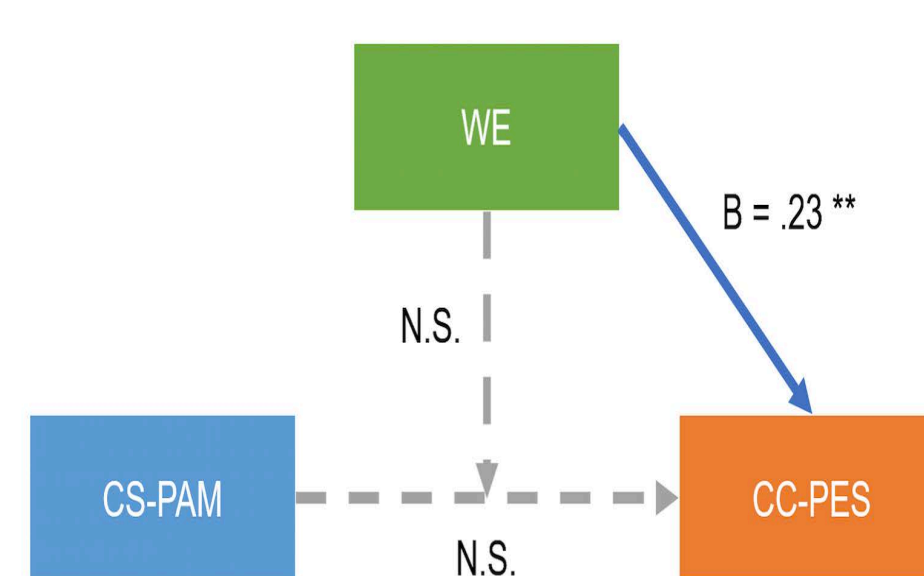 WE
B = .23 **
N.S.
CS-PAM
CC-PES
N.S.